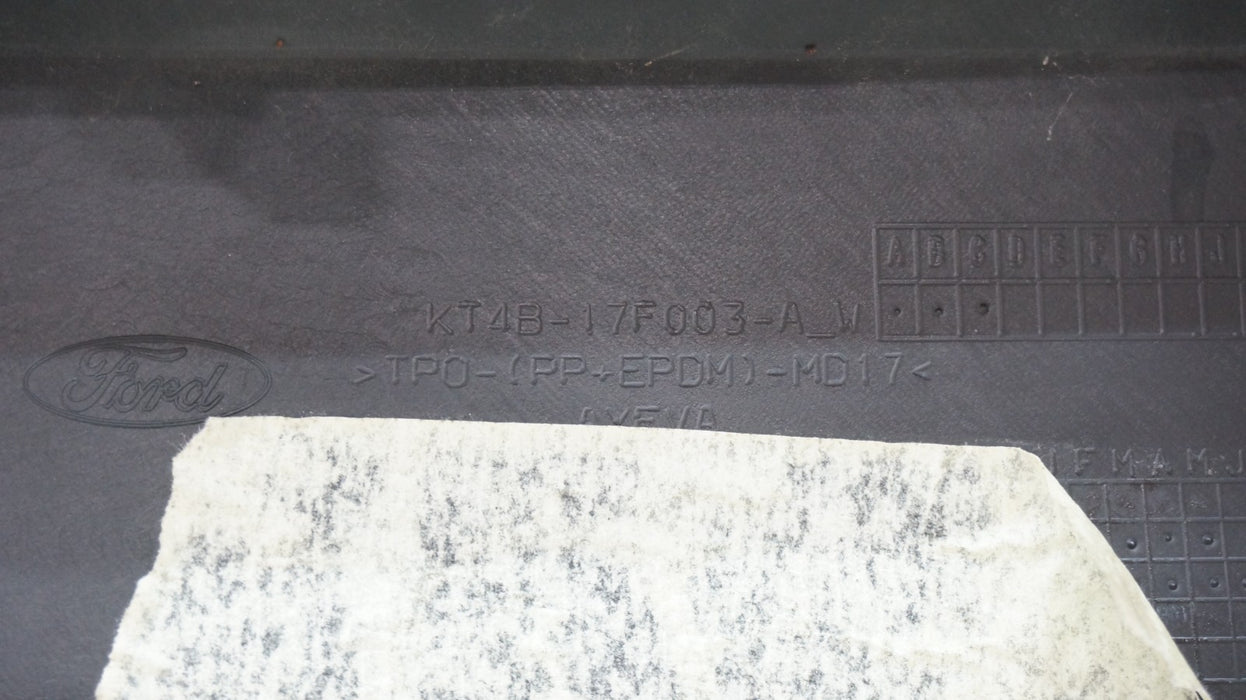 A B C D E F G H J
KT4B-17F003-A_W
Ford
>TPO-(PP+EPDM)-MD17<
J F M A M J